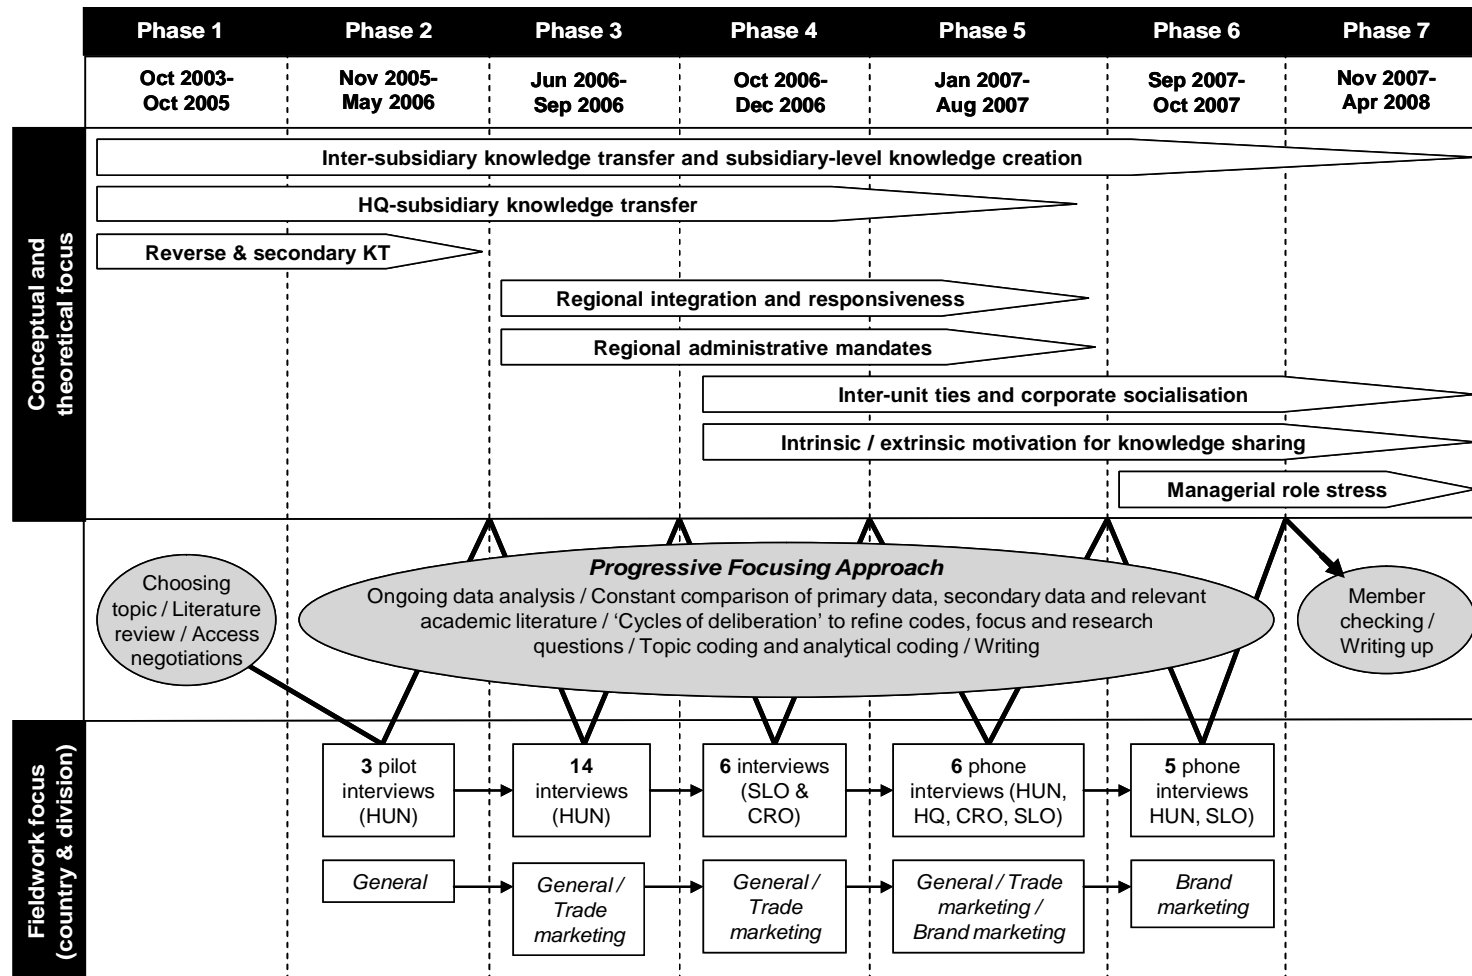 Phase 1
Phase 2
Phase 3
Phase 4
Phase 5
Phase 6
Phase 7
Oct 2003-
Oct 2005
Nov 2005-
May 2006
Jun 2006-
Sep 2006
Oct 2006-
Dec 2006
Jan 2007-
Aug 2007
Sep 2007-
Oct 2007
Nov 2007-
Apr 2008
Conceptual and
theoretical focus
Inter-subsidiary knowledge transfer and subsidiary-level knowledge creation
HQ-subsidiary knowledge transfer
Reverse & secondary KT
Regional integration and responsiveness
Regional administrative mandates
Inter-unit ties and corporate socialisation
Intrinsic / extrinsic motivation for knowledge sharing
Managerial role stress
Choosing
topic / Literature
review / Access
negotiations
Progressive Focusing Approach
Ongoing data analysis / Constant comparison of primary data, secondary data and relevant
academic literature / ‘Cycles of deliberation’ to refine codes, focus and research
questions / Topic coding and analytical coding / Writing
Member
checking /
Writing up
Fieldwork focus
(country & division)
3 pilot
interviews
(HUN)
14
interviews
(HUN)
6 interviews
(SLO &
CRO)
6 phone
interviews (HUN,
HQ, CRO, SLO)
5 phone
interviews
HUN, SLO)
General
General /
Trade
marketing
General /
Trade
marketing
General / Trade
marketing /
Brand marketing
Brand
marketing